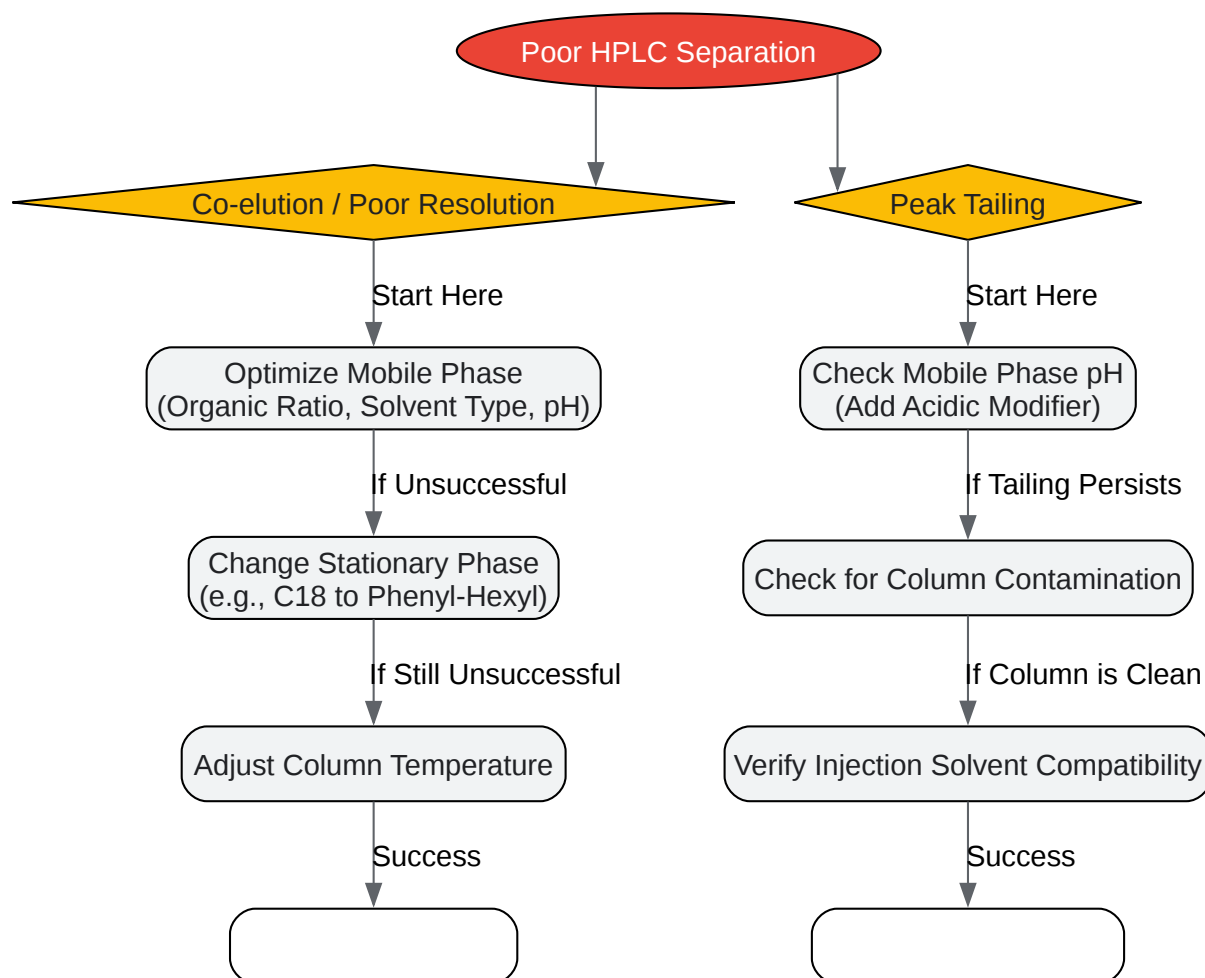 Poor HPLC Separation
Co-elution / Poor Resolution
Peak Tailing
Start Here
Start Here
Optimize Mobile Phase
(Organic Ratio, Solvent Type, pH)
Check Mobile Phase pH
(Add Acidic Modifier)
If Unsuccessful
If Tailing Persists
Change Stationary Phase
(e.g., C18 to Phenyl-Hexyl)
Check for Column Contamination
If Still Unsuccessful
If Column is Clean
Adjust Column Temperature
Verify Injection Solvent Compatibility
Success
Success